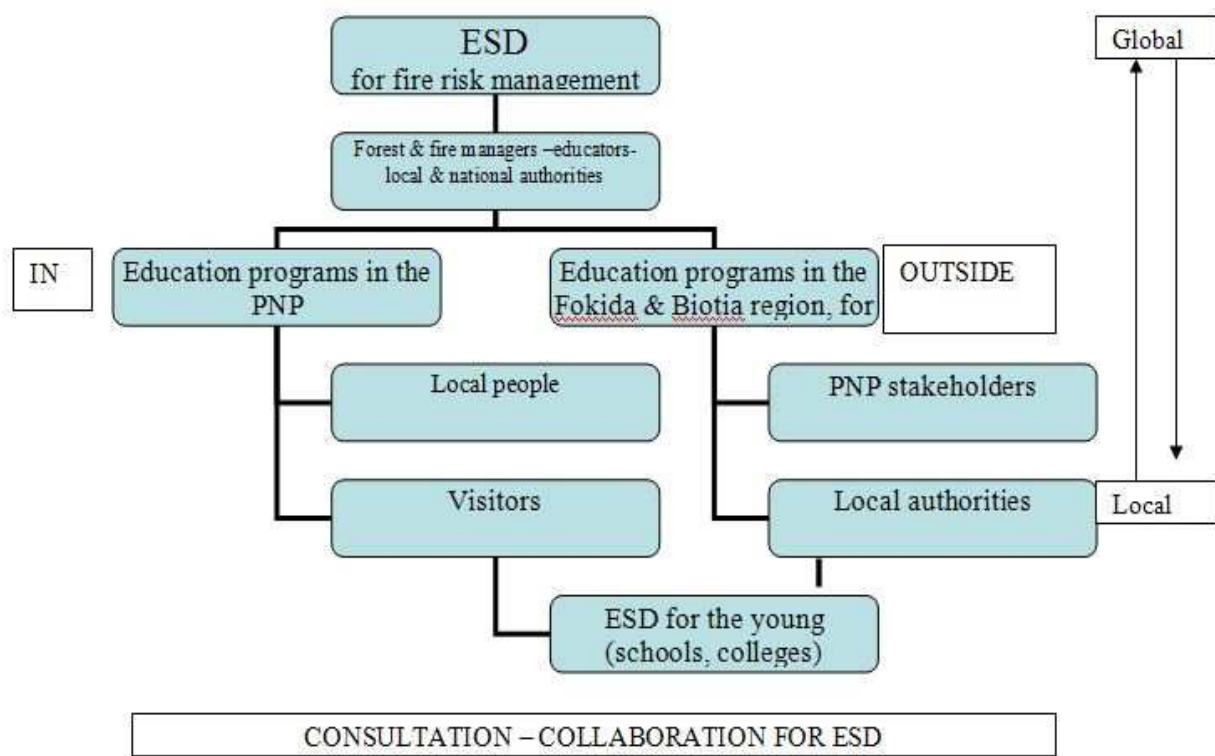 ESD
for fire risk management
Global
Forest & fire managers –educators-
local & national authorities
IN
Education programs in the
PNP
Education programs in the
Fokida & Biotia region, for
OUTSIDE
Local people
PNP stakeholders
Visitors
Local authorities
Local
ESD for the young
(schools, colleges)
CONSULTATION – COLLABORATION FOR ESD